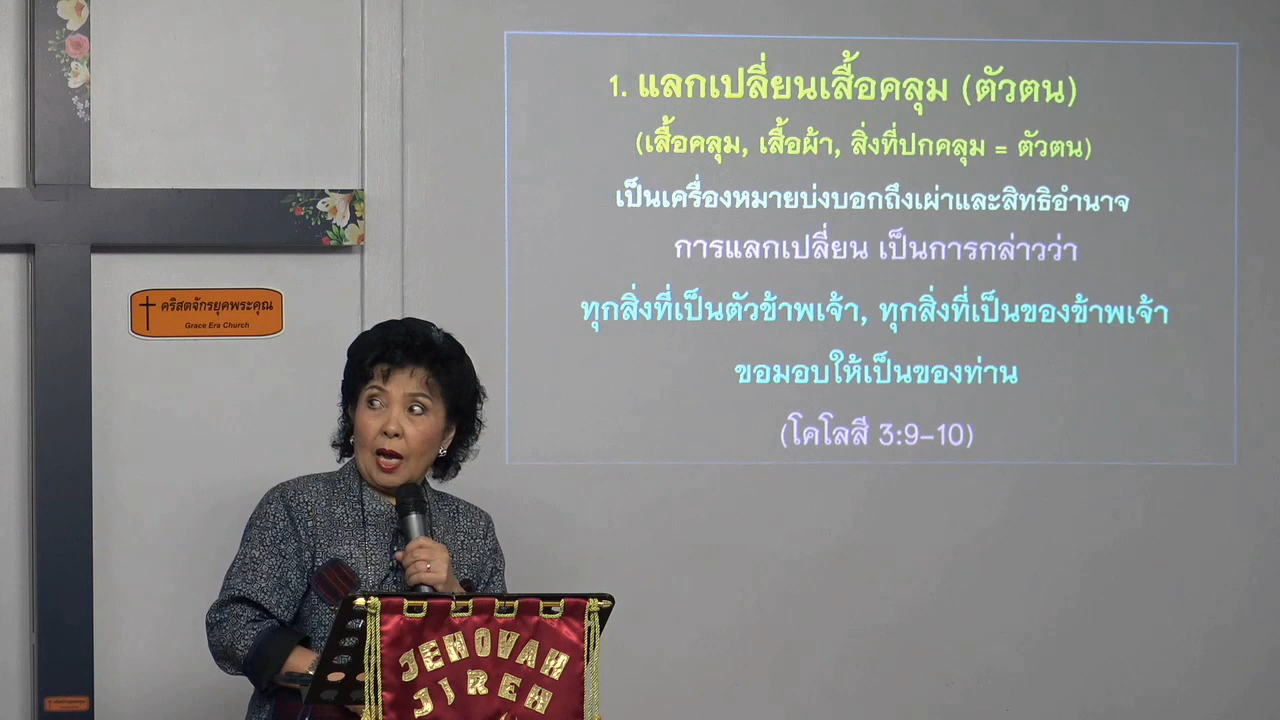 1. แลกเปลี่ยนเสื้อคลุม (ตัวตน)
(เสื้อคลุม, เสื้อผ้า, สิ่งที่ปกคลุม = ตัวตน)
เป็นเครื่องหมายบ่งบอกถึงเผ่าและสิทธิอำนาจ
การแลกเปลี่ยน เป็นการกล่าวว่า
ทุกสิ่งที่เป็นตัวข้าพเจ้า, ทุกสิ่งที่เป็นของข้าพเจ้า
ขอมอบให้เป็นของท่าน
(โคโลสี 3:9-10)
คริสตจักรยุคพระคุณ
Grace Era Church
JEHOVAH
JIREH